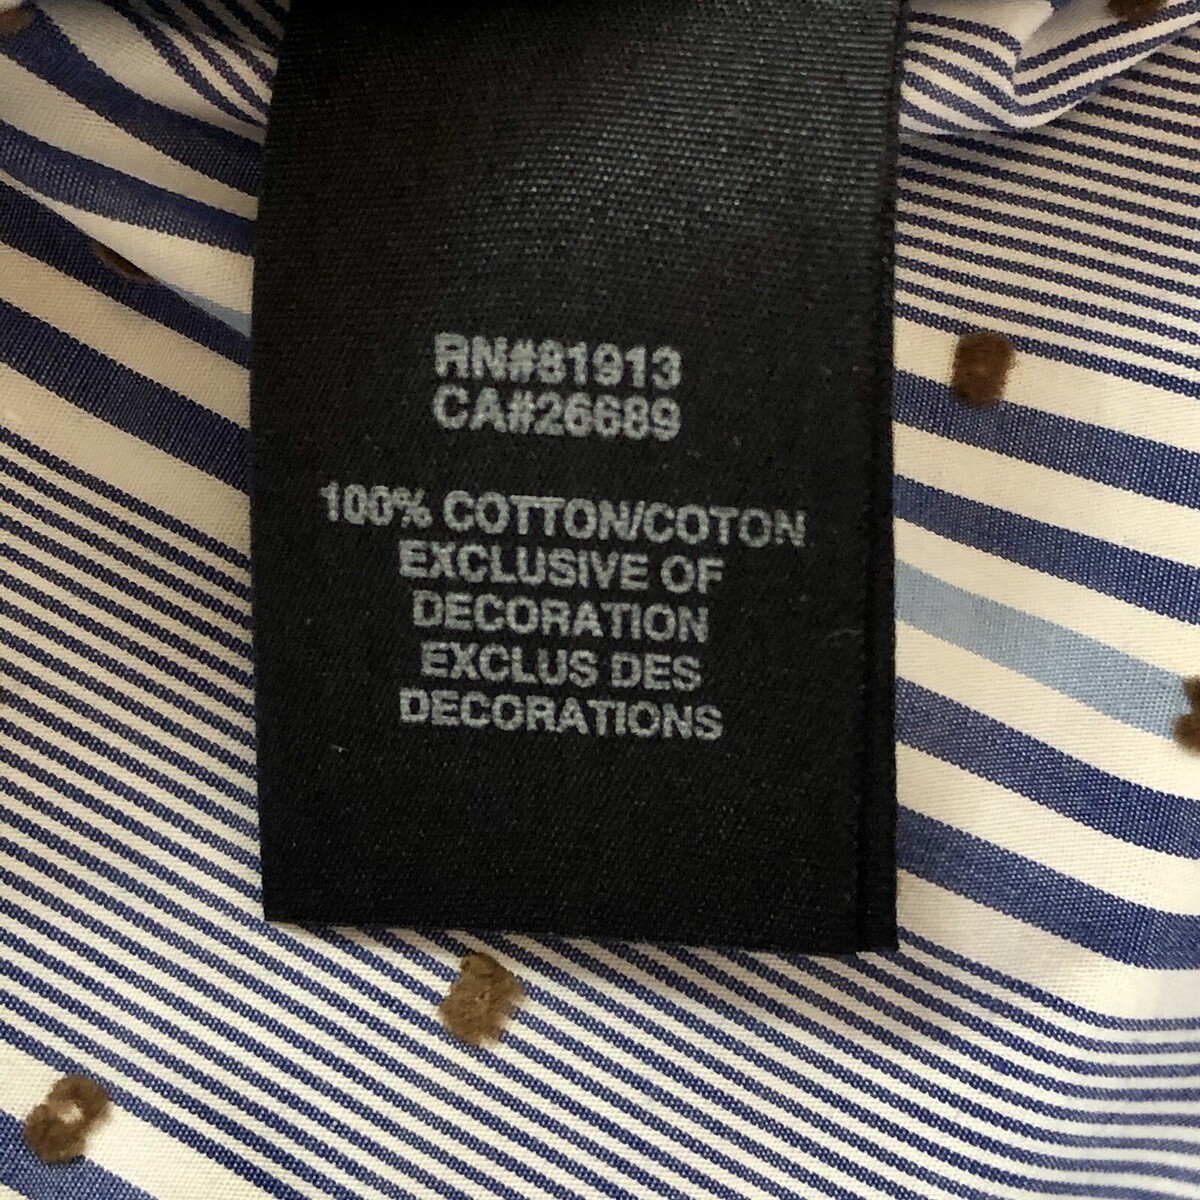 RN#81913
CA#26689
100% COTTON/COTON
EXCLUSIVE OF
DECORATION
EXCLUS DES
DECORATIONS